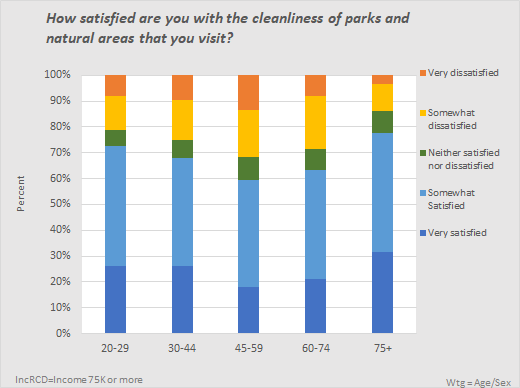 How satisfied are you with the cleanliness of parks and
natural areas that you visit?
100%
90%
80%
70%
60%
50%
40%
30%
20%
10%
0%
Percent
20-29
30-44
45-59
60-74
75+
Very dissatisfied
Somewhat
dissatisfied
Neither satisfied
nor dissatisfied
Somewhat
Satisfied
Very satisfied
IncRCD=Income 75K or more
Wtg = Age/Sex